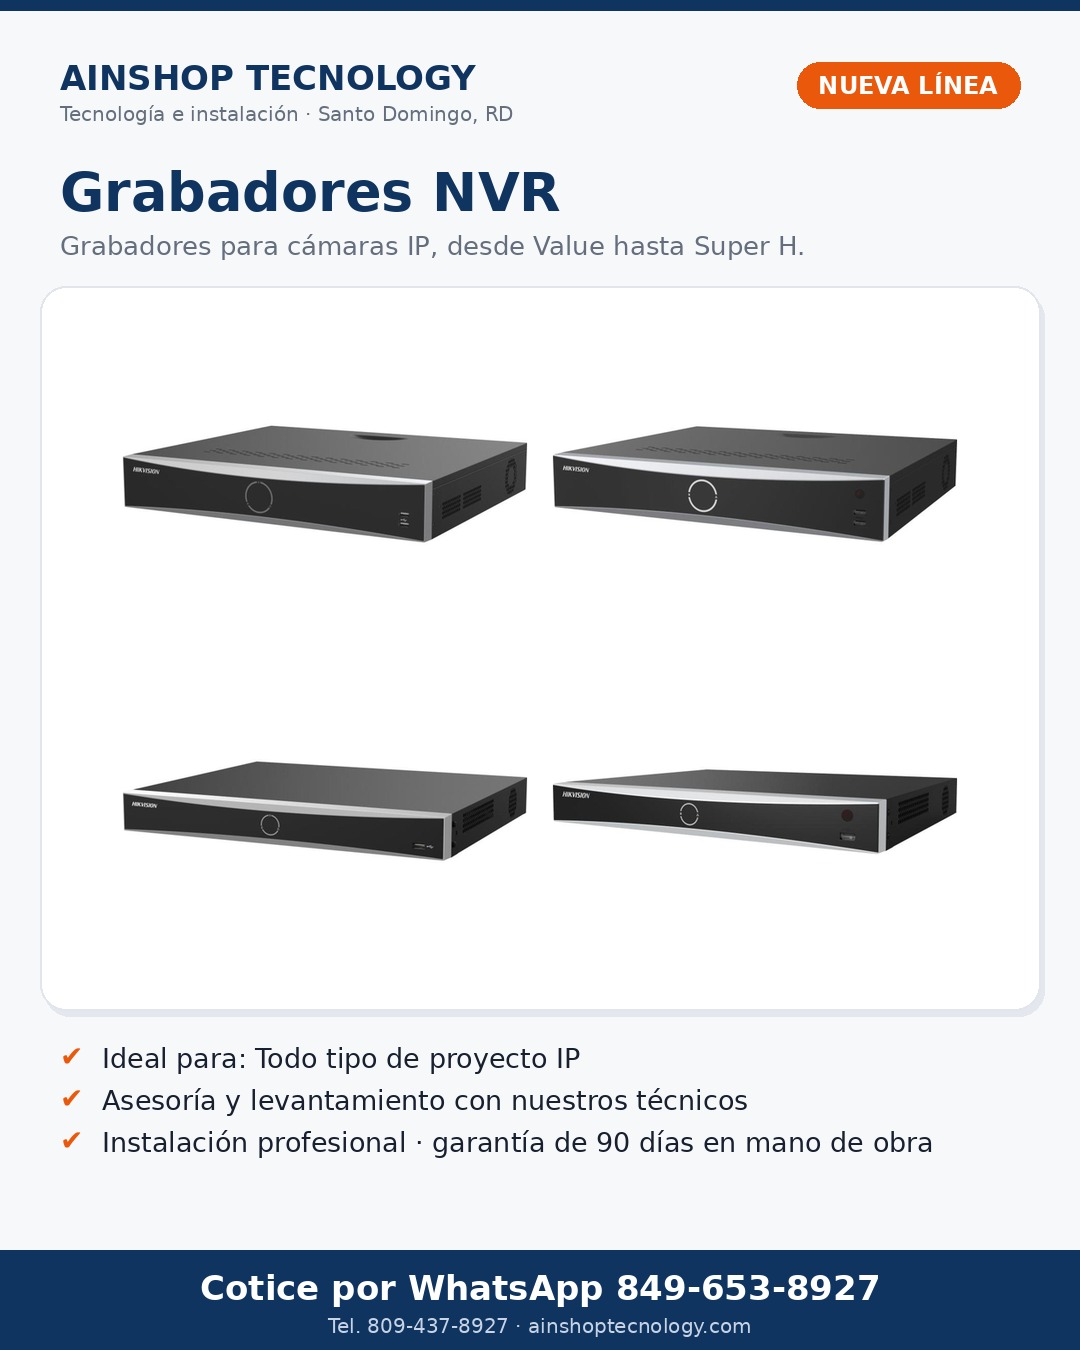 AINSHOP TECNOLOGY
NUEVA LÍNEA
Tecnología e instalación · Santo Domingo, RD
Grabadores NVR
Grabadores para cámaras IP, desde Value hasta Super H.
HIKVISION
HIKVISION
HIKVISION
HIKVISION
✔ Ideal para: Todo tipo de proyecto IP
✔ Asesoría y levantamiento con nuestros técnicos
✔ Instalación profesional · garantía de 90 días en mano de obra
Cotice por WhatsApp 849-653-8927
Tel. 809-437-8927 · ainshoptecnology.com